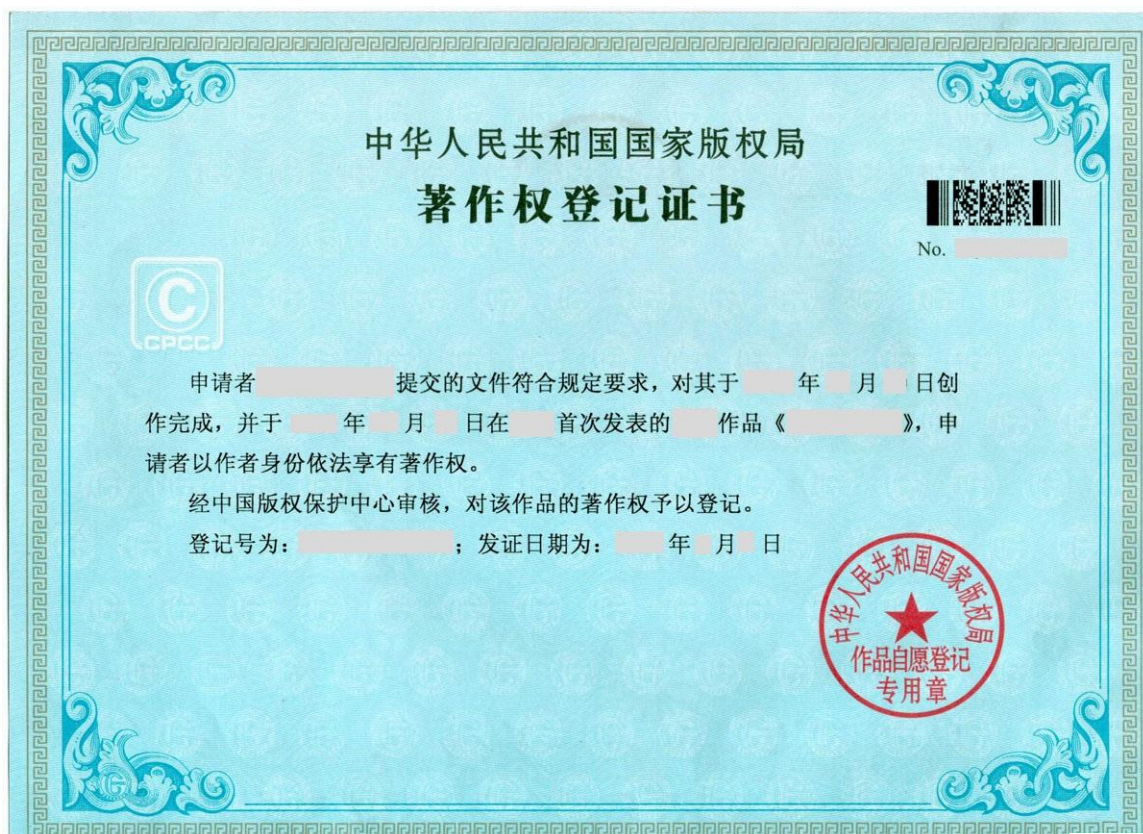 中华人民共和国国家版权局
著作权登记证书
No.
CPCC
申请者 提交的文件符合规定要求，对其于 年 月 日创
作完成，并于 年 月 日在 首次发表的 作品《 》，申
请者以作者身份依法享有著作权。
经中国版权保护中心审核，对该作品的著作权予以登记。
登记号为： ；发证日期为： 年 月 日
中华人民共和国国家版权局
作品自愿登记
专用章